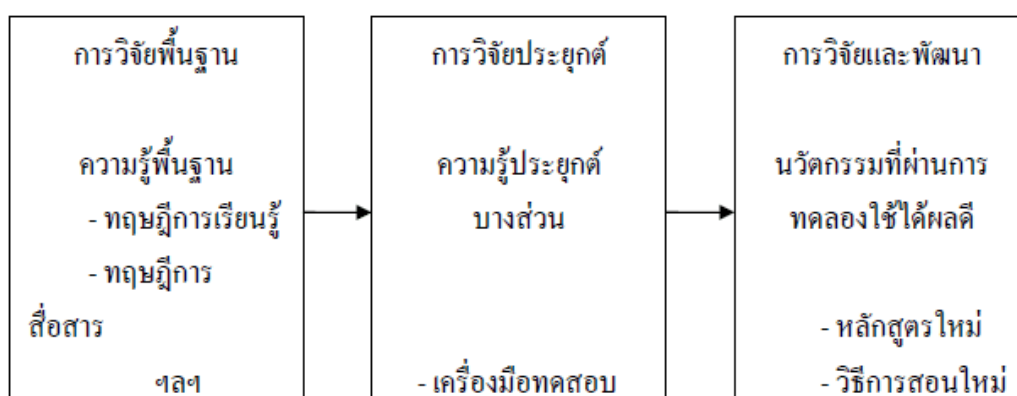 การวิจัยพื้นฐาน
ความรู้พื้นฐาน
- ทฤษฎีการเรียนรู้
- ทฤษฎีการ
สื่อสาร
ฯลฯ
การวิจัยประยุกต์
ความรู้ประยุกต์
บางส่วน
- เครื่องมือทดสอบ
การวิจัยและพัฒนา
นวัตกรรมที่ผ่านการ
ทดลองใช้ได้ผลดี
- หลักสูตรใหม่
- วิธีการสอนใหม่